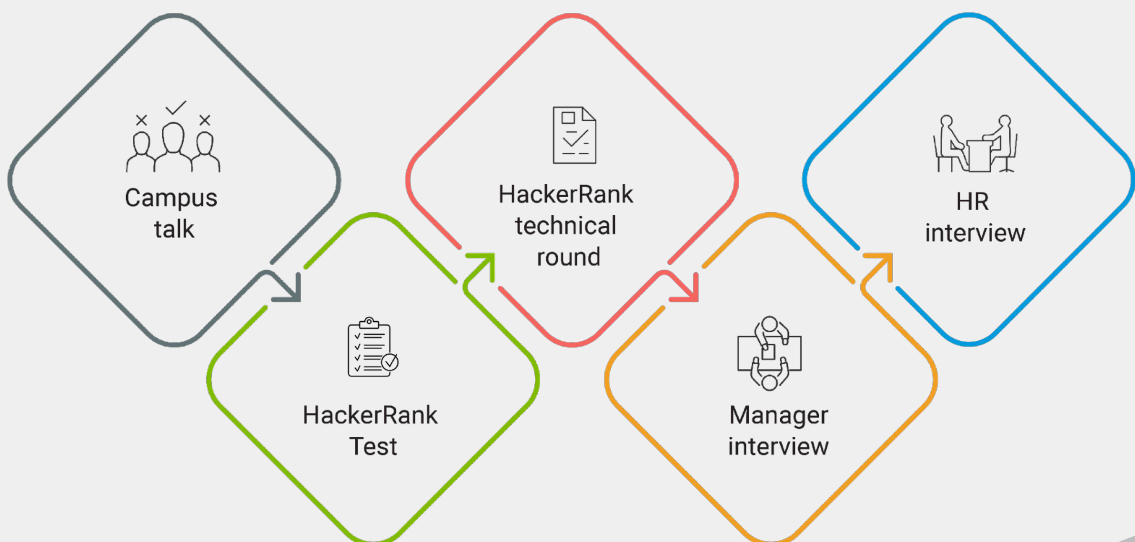 Campus
talk
HackerRank
Test
HackerRank
technical
round
Manager
interview
HR
interview